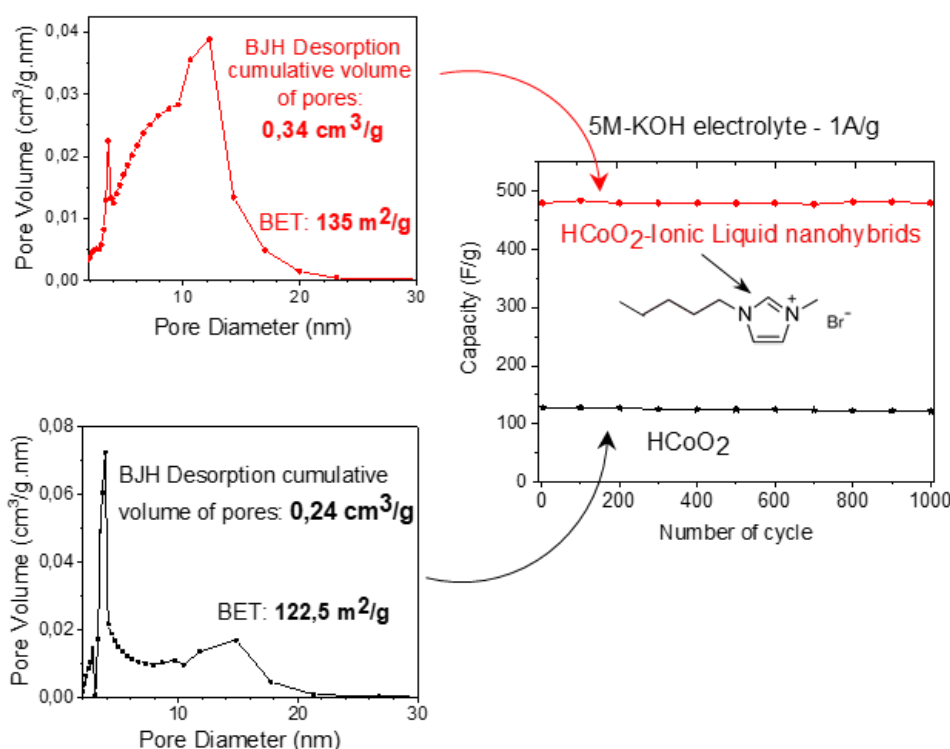 0,04
0,03
0,02
0,01
0,00
Pore Volume (cm³/g.nm)
BJH Desorption
cumulative volume
of pores:
0,34 cm³/g
BET: 135 m²/g
10
20
30
Pore Diameter (nm)
5M-KOH electrolyte - 1A/g
500
400
300
200
100
0
Capacity (F/g)
HCoO₂-Ionic Liquid nanohybrids
N
+
N
Br⁻
HCoO₂
0
200
400
600
800
1000
Number of cycle
0,08
0,06
0,04
0,02
0,00
Pore Volume (cm³/g.nm)
BJH Desorption cumulative
volume of pores: 0,24 cm³/g
BET: 122,5 m²/g
10
20
30
Pore Diameter (nm)